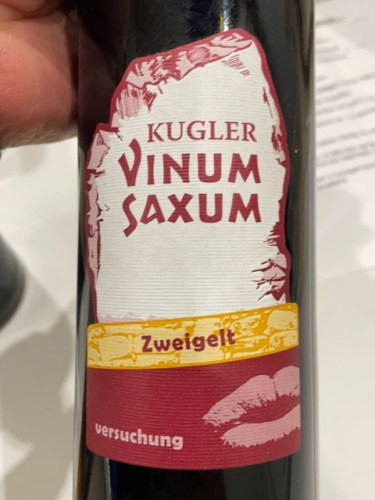 KUGLER
VINUM
SAXUM
Zweigelt
versuchung